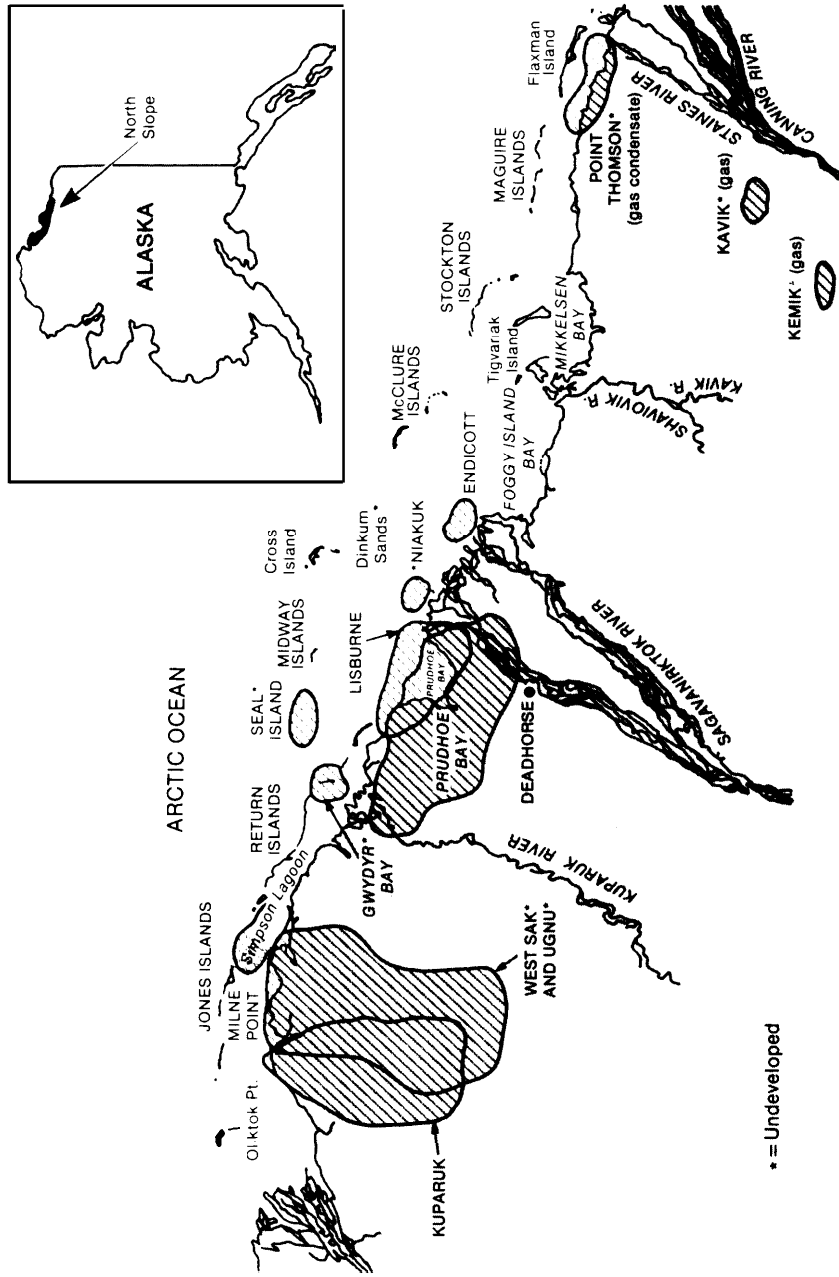 North
Slope
ALASKA
ARCTIC OCEAN
Oliktok Pt.
JONES ISLANDS
MILNE
POINT
Simpson Lagoon
RETURN
ISLANDS
SEAL*
ISLAND
MIDWAY
ISLANDS
Cross
Island
Dinkum
Sands*
McCLURE
ISLANDS
STOCKTON
ISLANDS
MAGUIRE
ISLANDS
Flaxman
Island
LISBURNE
*NIAKUK
ENDICOTT
FOGGY ISLAND
BAY
Tigvariak
Island
MIKKELSEN
BAY
POINT
THOMSON*
(gas condensate)
STAINES RIVER
CANNING RIVER
KAVIK* (gas)
KEMIK* (gas)
SHAVIOVIK R.
KAVIK R.
PRUDHOE
BAY
PRUDHOE
BAY
GWYDYR*
BAY
DEADHORSE
SAGAVANIRKTOK RIVER
KUPARUK RIVER
WEST SAK*
AND UGNU*
KUPARUK
* = Undeveloped